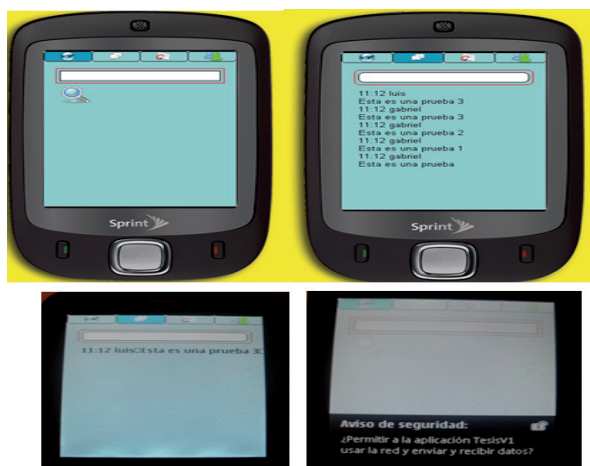 Sprint
11:12 luis
Esta es una prueba 3
11:12 gabriel
Esta es una prueba 3
11:12 gabriel
Esta es una prueba 2
11:12 gabriel
Esta es una prueba 1
11:12 gabriel
Esta es una prueba
Sprint
11:12 luis□Esta es una prueba 3□
Aviso de seguridad:
¿Permitir a la aplicación TesisV1
usar la red y enviar y recibir datos?